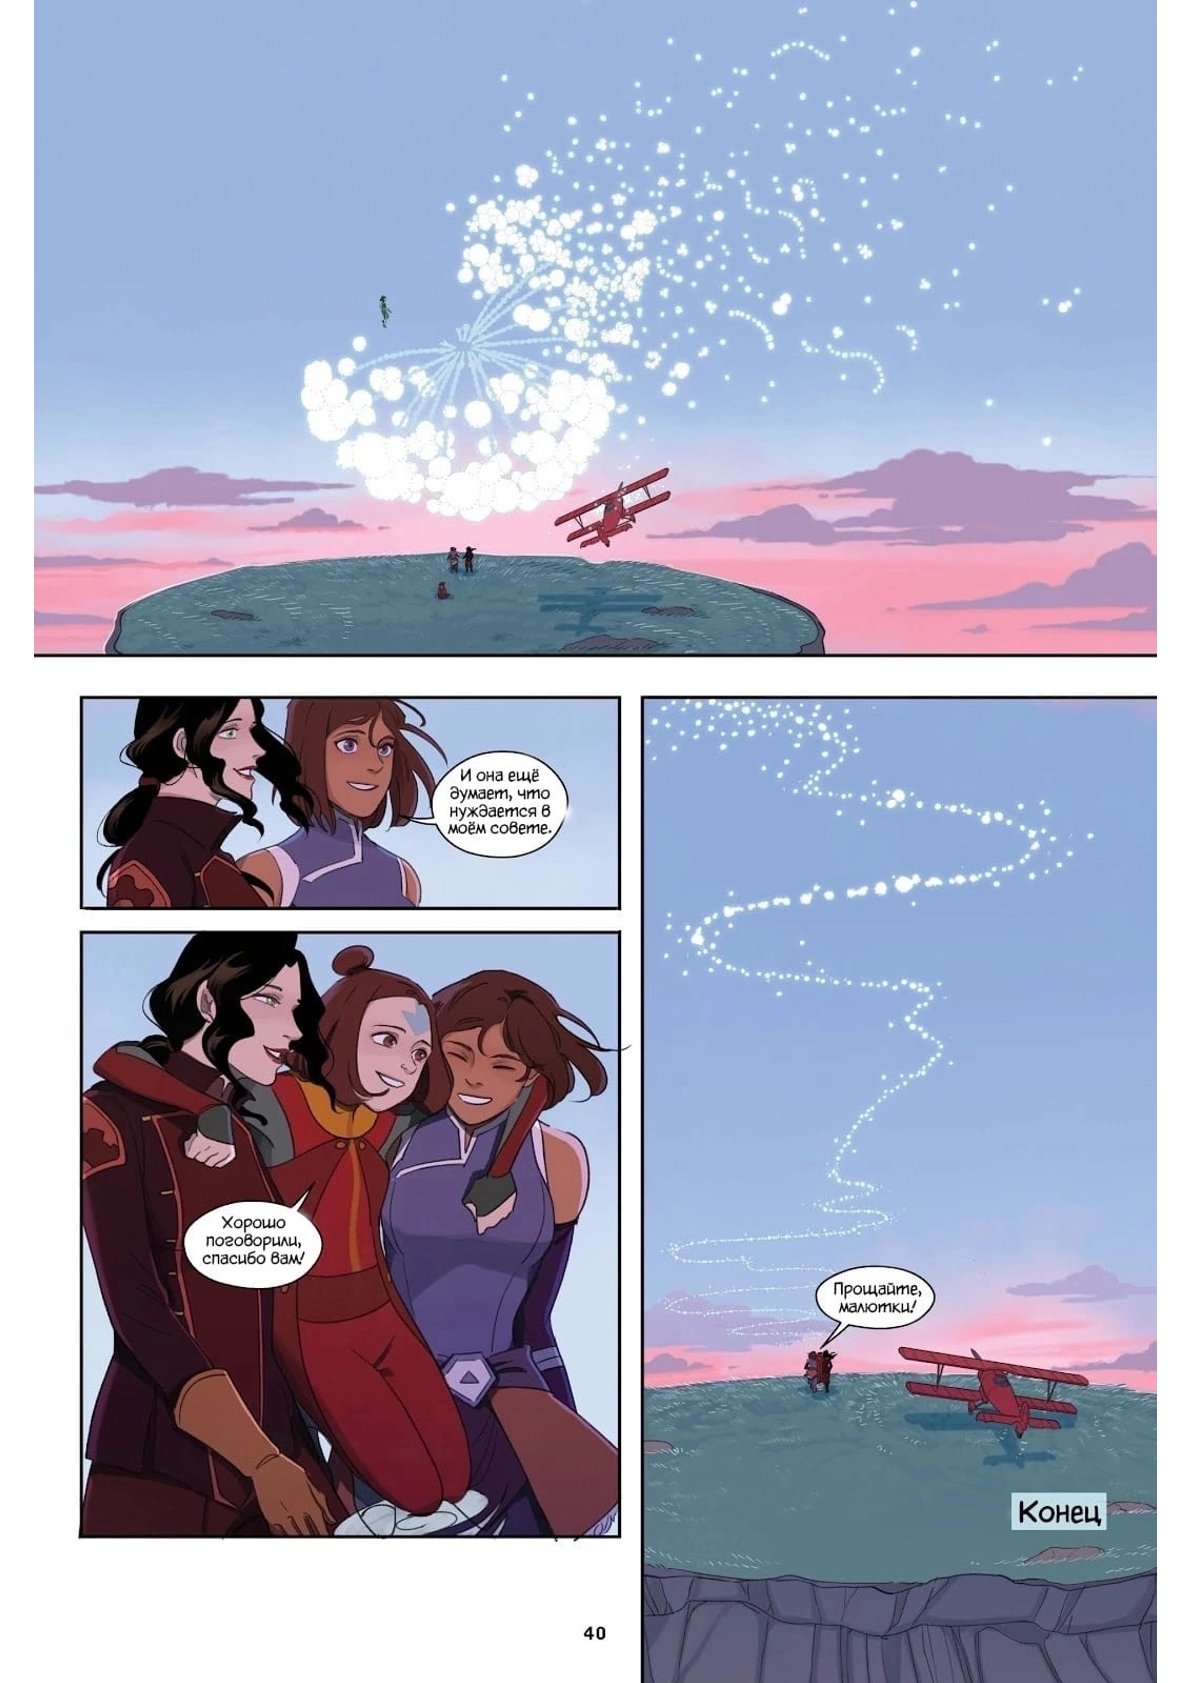 И она ещё
думает, что
нуждается в
моём совете.
Хорошо
поговорили,
спасибо вам!
Прощайте,
малютки!
Конец
40